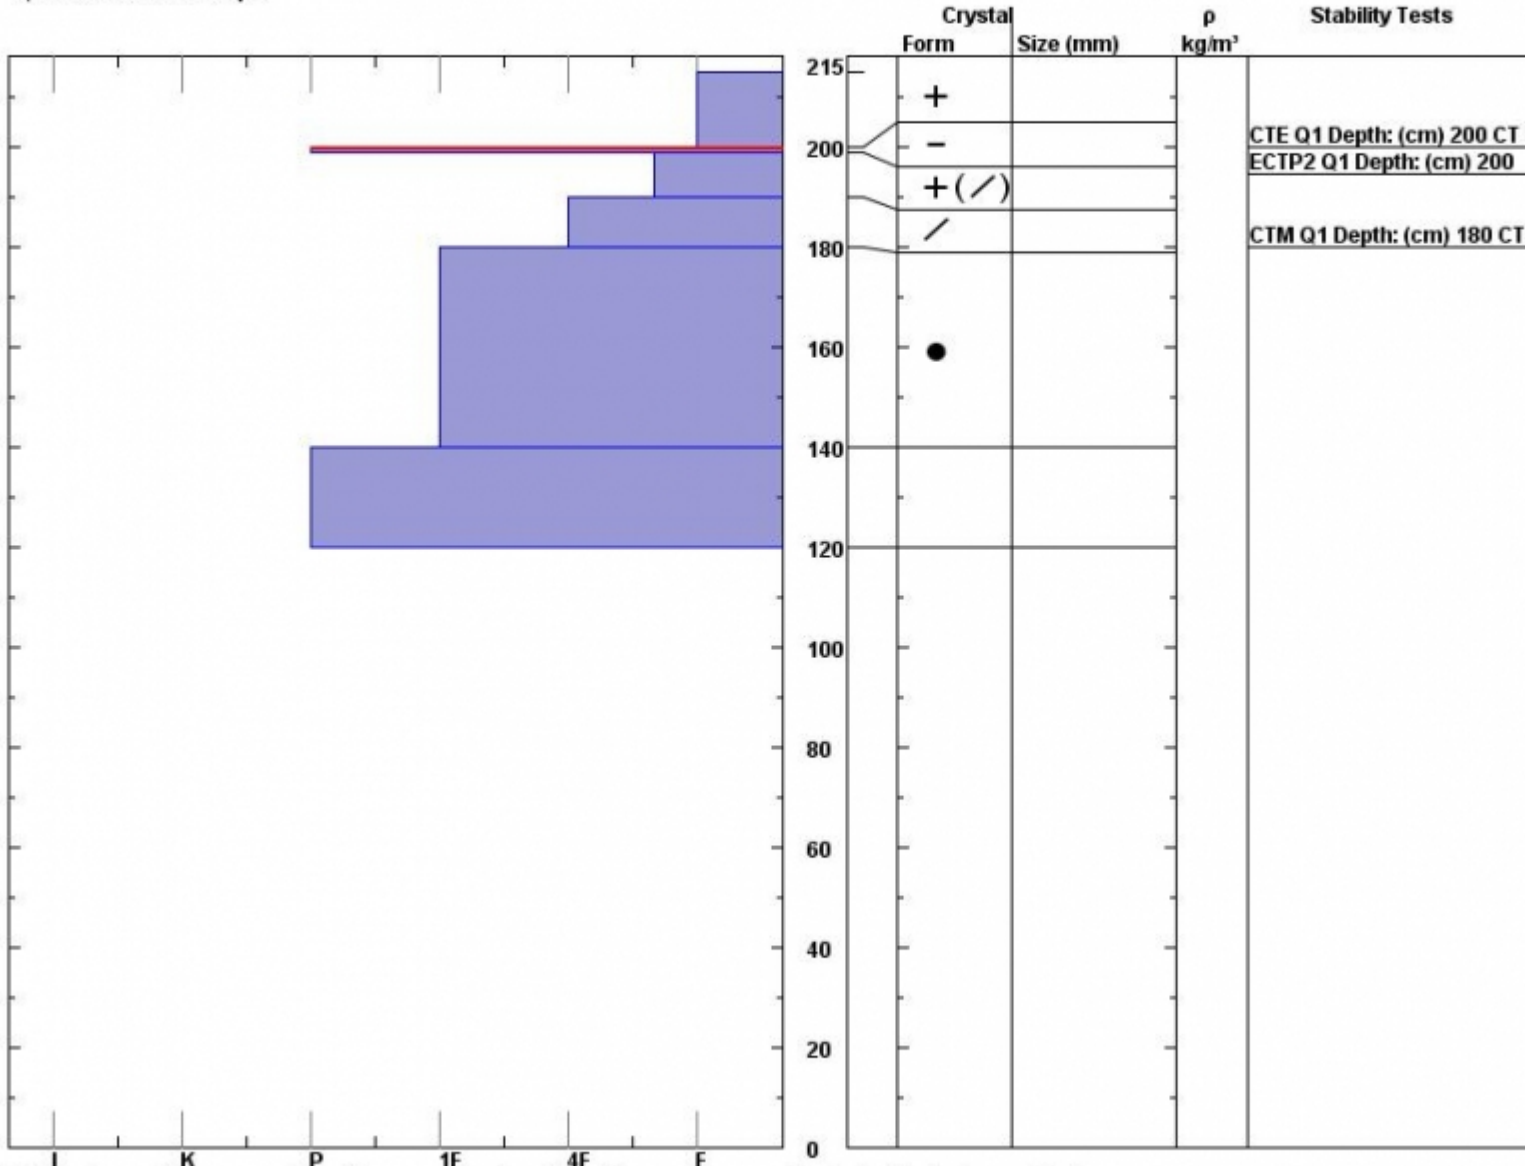 Crystal ρ Stability Tests
Form Size (mm) kg/m³
215
+
CTE Q1 Depth: (cm) 200 CT
200 -
ECTP2 Q1 Depth: (cm) 200
+ (/)
/
CTM Q1 Depth: (cm) 180 CT
180
160 ●
140
120
100
80
60
40
20
0
I K P 1F 4F F